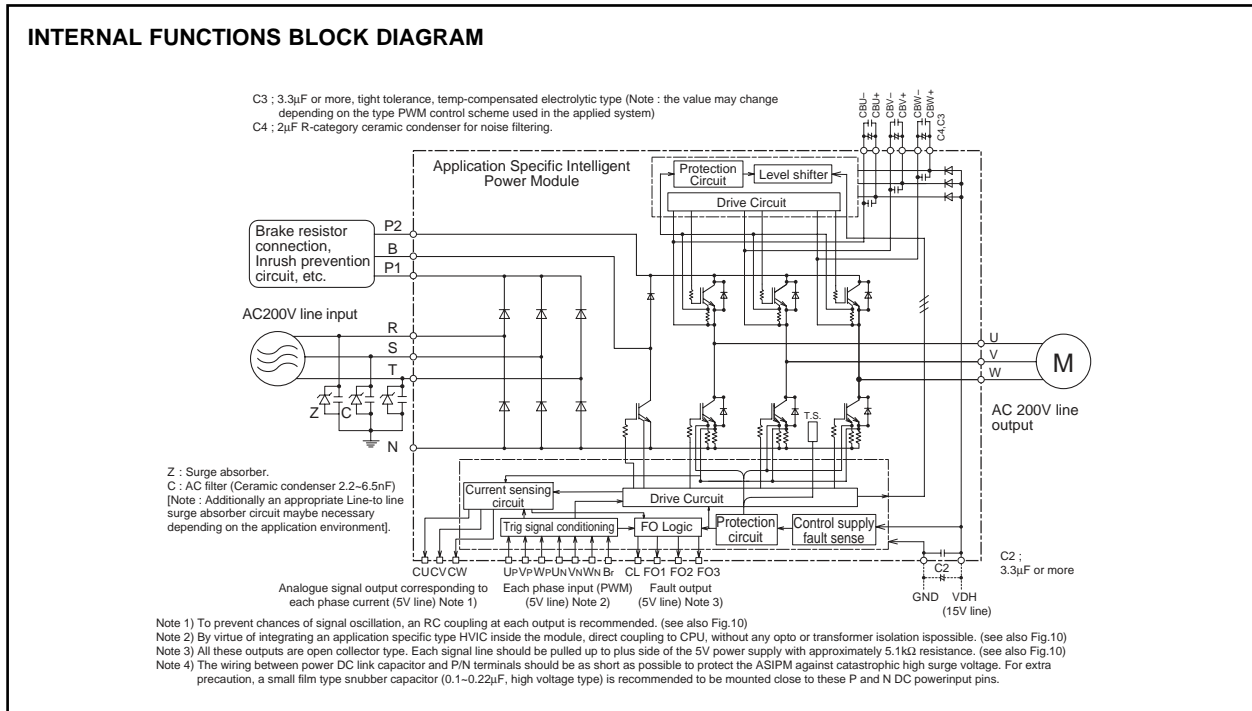 INTERNAL FUNCTIONS BLOCK DIAGRAM
C3 ; 3.3µF or more, tight tolerance, temp-compensated electrolytic type (Note : the value may change
depending on the type PWM control scheme used in the applied system)
C4 ; 2µF R-category ceramic condenser for noise filtering.
CBU–
CBU+
CBV–
CBV+
CBW–
CBW+
C4,C3
Application Specific Intelligent
Power Module
Protection
Circuit
Level shifter
Drive Circuit
Brake resistor
connection,
Inrush prevention
circuit, etc.
P2
B
P1
AC200V line input
R
S
T
Z
C
N
U
V
W
M
AC 200V line
output
T.S.
Z : Surge absorber.
C : AC filter (Ceramic condenser 2.2~6.5nF)
[Note : Additionally an appropriate Line-to line
surge absorber circuit maybe necessary
depending on the application environment].
Current sensing
circuit
Drive Curcuit
Trig signal conditioning
FO Logic
Protection
circuit
Control supply
fault sense
CU CV CW
UP VP WP UN VN WN Br
CL FO1 FO2 FO3
C2
GND
VDH
(15V line)
C2 ;
3.3µF or more
Analogue signal output corresponding to
each phase current (5V line) Note 1)
Each phase input (PWM)
(5V line) Note 2)
Fault output
(5V line) Note 3)
Note 1) To prevent chances of signal oscillation, an RC coupling at each output is recommended. (see also Fig.10)
Note 2) By virtue of integrating an application specific type HVIC inside the module, direct coupling to CPU, without any opto or transformer isolation ispossible. (see also Fig.10)
Note 3) All these outputs are open collector type. Each signal line should be pulled up to plus side of the 5V power supply with approximately 5.1kΩ resistance. (see also Fig.10)
Note 4) The wiring between power DC link capacitor and P/N terminals should be as short as possible to protect the ASIPM against catastrophic high surge voltage. For extra
precaution, a small film type snubber capacitor (0.1~0.22µF, high voltage type) is recommended to be mounted close to these P and N DC powerinput pins.